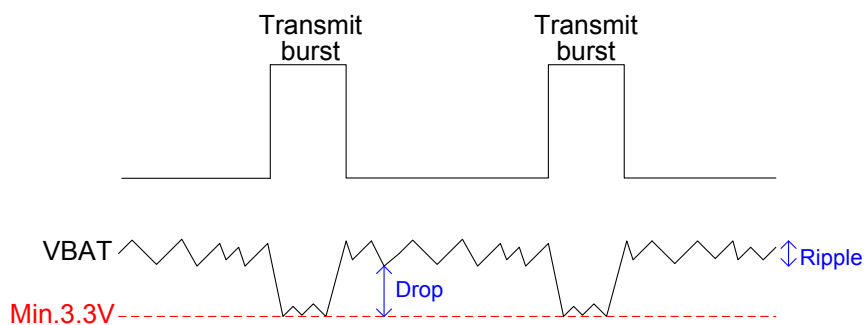 Transmit
burst
Transmit
burst
VBAT
Ripple
Drop
Min.3.3V